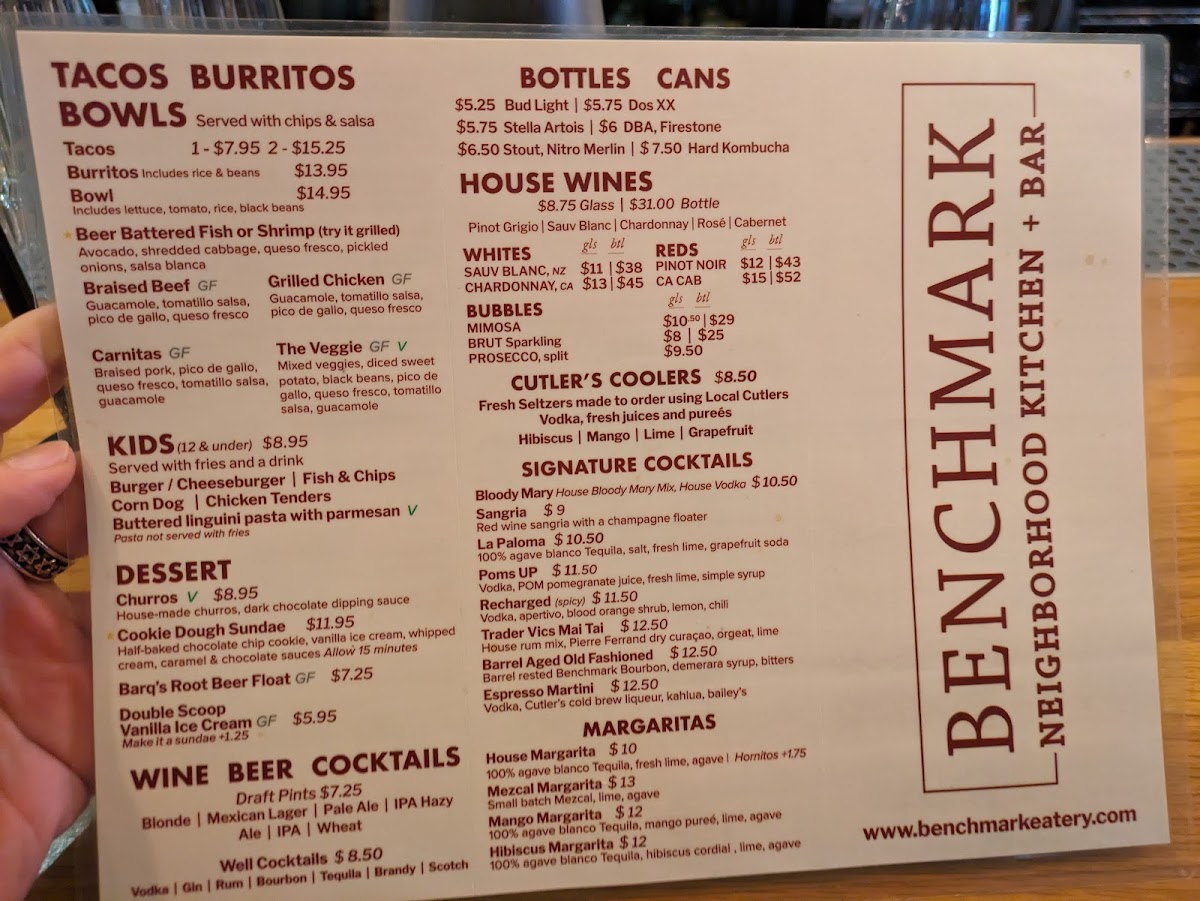 TACOS BURRITOS
BOWLS Served with chips & salsa
Tacos 1 - $7.95 2 - $15.25
Burritos Includes rice & beans $13.95
Bowl $14.95
Includes lettuce, tomato, rice, black beans
Beer Battered Fish or Shrimp (try it grilled)
Avocado, shredded cabbage, queso fresco, pickled
onions, salsa blanca
Braised Beef GF
Guacamole, tomatillo salsa,
pico de gallo, queso fresco
Grilled Chicken GF
Guacamole, tomatillo salsa,
pico de gallo, queso fresco
Carnitas GF
Braised pork, pico de gallo,
queso fresco, tomatillo salsa,
guacamole
The Veggie GF V
Mixed veggies, diced sweet
potato, black beans, pico de
gallo, queso fresco, tomatillo
salsa, guacamole
KIDS (12 & under) $8.95
Served with fries and a drink
Burger / Cheeseburger | Fish & Chips
Corn Dog | Chicken Tenders
Buttered linguini pasta with parmesan V
Pasta not served with fries
DESSERT
Churros V $8.95
House-made churros, dark chocolate dipping sauce
Cookie Dough Sundae $11.95
Half-baked chocolate chip cookie, vanilla ice cream, whipped
cream, caramel & chocolate sauces Allow 15 minutes
Barq's Root Beer Float GF $7.25
Double Scoop
Vanilla Ice Cream GF $5.95
Make it a sundae +1.25
WINE BEER COCKTAILS
Draft Pints $7.25
Blonde | Mexican Lager | Pale Ale | IPA Hazy
Ale | IPA | Wheat
Well Cocktails $8.50
Vodka | Gin | Rum | Bourbon | Tequila | Brandy | Scotch
BOTTLES CANS
$5.25 Bud Light | $5.75 Dos XX
$5.75 Stella Artois | $6 DBA, Firestone
$6.50 Stout, Nitro Merlin | $7.50 Hard Kombucha
HOUSE WINES
$8.75 Glass | $31.00 Bottle
Pinot Grigio | Sauv Blanc | Chardonnay | Rosé | Cabernet
WHITES gls btl
SAUV BLANC, NZ $11 | $38
CHARDONNAY, CA $13 | $45
REDS gls btl
PINOT NOIR $12 | $43
CA CAB $15 | $52
BUBBLES gls btl
MIMOSA $10.50 | $29
BRUT Sparkling $8 | $25
PROSECCO, split $9.50
CUTLER'S COOLERS $8.50
Fresh Seltzers made to order using Local Cutlers
Vodka, fresh juices and pureés
Hibiscus | Mango | Lime | Grapefruit
SIGNATURE COCKTAILS
Bloody Mary House Bloody Mary Mix, House Vodka $10.50
Sangria $9
Red wine sangria with a champagne floater
La Paloma $10.50
100% agave blanco Tequila, salt, fresh lime, grapefruit soda
Poms UP $11.50
Vodka, POM pomegranate juice, fresh lime, simple syrup
Recharged (spicy) $11.50
Vodka, apertivo, blood orange shrub, lemon, chili
Trader Vics Mai Tai $12.50
House rum mix, Pierre Ferrand dry curaçao, orgeat, lime
Barrel Aged Old Fashioned $12.50
Barrel rested Benchmark Bourbon, demerara syrup, bitters
Espresso Martini $12.50
Vodka, Cutler's cold brew liqueur, kahlua, bailey's
MARGARITAS
House Margarita $10
100% agave blanco Tequila, fresh lime, agave | Hornitos +1.75
Mezcal Margarita $13
Small batch Mezcal, lime, agave
Mango Margarita $12
100% agave blanco Tequila, mango pureé, lime, agave
Hibiscus Margarita $12
100% agave blanco Tequila, hibiscus cordial , lime, agave
BENCHMARK
NEIGHBORHOOD KITCHEN + BAR
www.benchmarkeatery.com